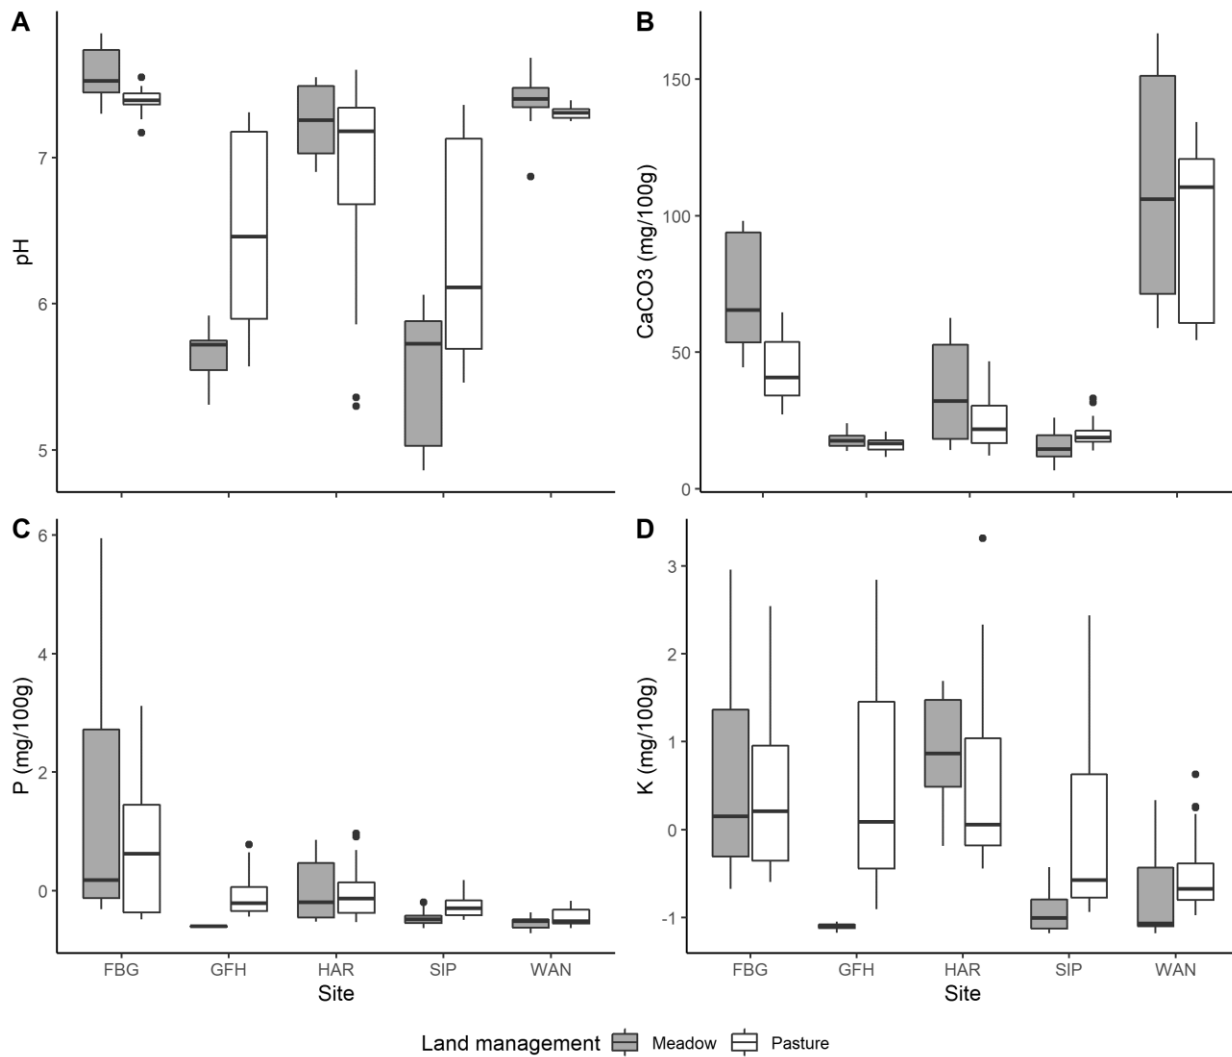 A
B
pH
7
6
5
CaCO3 (mg/100g)
150
100
50
0
C
D
P (mg/100g)
6
4
2
0
K (mg/100g)
3
2
1
0
-1
FBG GFH HAR SIP WAN
FBG GFH HAR SIP WAN
Site
Site
Land management Meadow Pasture